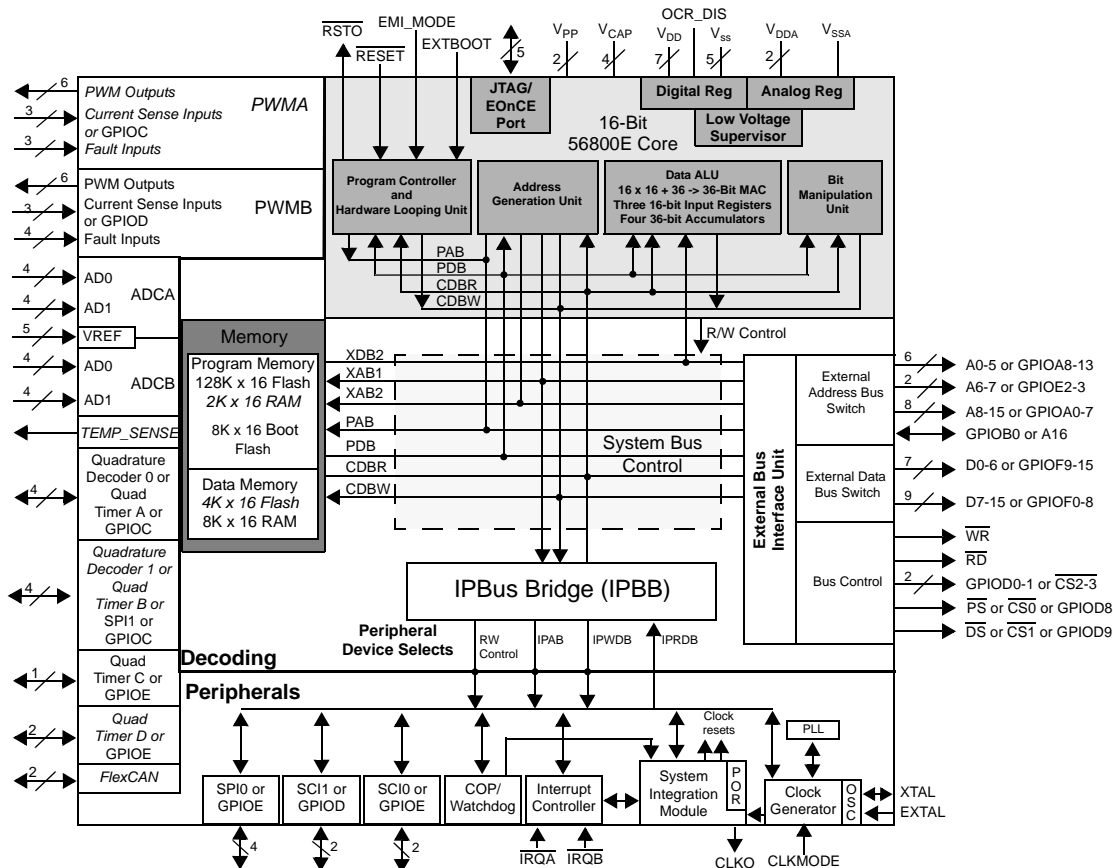 RSTO
EMI_MODE
RESET
EXTBOOT
5
VPP
2
VCAP
4
OCR_DIS
VDD
7
Vss
5
VDDA
2
VSSA
6
PWM Outputs
PWMA
3
Current Sense Inputs
or GPIOC
3
Fault Inputs
6
PWM Outputs
PWMB
3
Current Sense Inputs
or GPIOD
4
Fault Inputs
4
AD0
ADCA
4
AD1
5
VREF
4
AD0
ADCB
4
AD1
TEMP_SENSE
4
Quadrature
Decoder 0 or
Quad
Timer A or
GPIOC
4
Quadrature
Decoder 1 or
Quad
Timer B or
SPI1 or
GPIOC
1
Quad
Timer C or
GPIOE
2
Quad
Timer D or
GPIOE
2
FlexCAN
JTAG/
EOnCE
Port
16-Bit
56800E Core
Digital Reg
Analog Reg
Low Voltage
Supervisor
Program Controller
and
Hardware Looping Unit
Address
Generation Unit
Data ALU
16 x 16 + 36 -> 36-Bit MAC
Three 16-bit Input Registers
Four 36-bit Accumulators
Bit
Manipulation
Unit
PAB
PDB
CDBR
CDBW
R/W Control
Memory
Program Memory
128K x 16 Flash
2K x 16 RAM
8K x 16 Boot
Flash
Data Memory
4K x 16 Flash
8K x 16 RAM
XDB2
XAB1
XAB2
PAB
PDB
CDBR
CDBW
System Bus
Control
External Bus
Interface Unit
External
Address Bus
Switch
External Data
Bus Switch
Bus Control
6
A0-5 or GPIOA8-13
2
A6-7 or GPIOE2-3
8
A8-15 or GPIOA0-7
GPIOB0 or A16
7
D0-6 or GPIOF9-15
9
D7-15 or GPIOF0-8
WR
RD
2
GPIOD0-1 or CS2-3
PS or CS0 or GPIOD8
DS or CS1 or GPIOD9
IPBus Bridge (IPBB)
Peripheral
Device Selects
RW
Control
IPAB
IPWDB
IPRDB
Decoding
Peripherals
Clock
resets
PLL
SPI0 or
GPIOE
SCI1 or
GPIOD
SCI0 or
GPIOE
COP/
Watchdog
Interrupt
Controller
System
Integration
Module
POR
Clock
Generator
OSC
XTAL
EXTAL
4
2
2
IRQA
IRQB
CLKO
CLKMODE